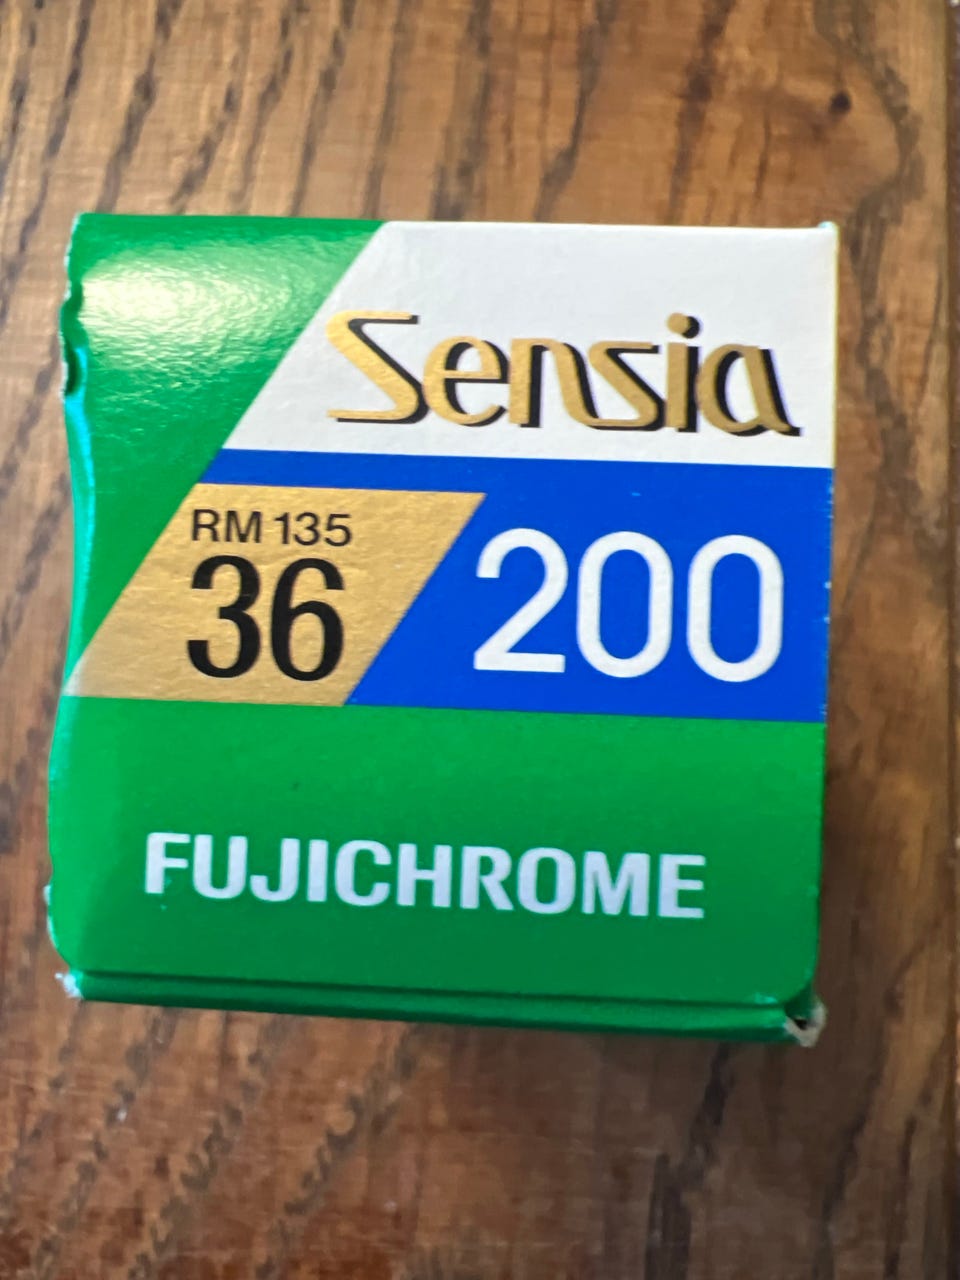 Sensia
RM 135
36
200
FUJICHROME